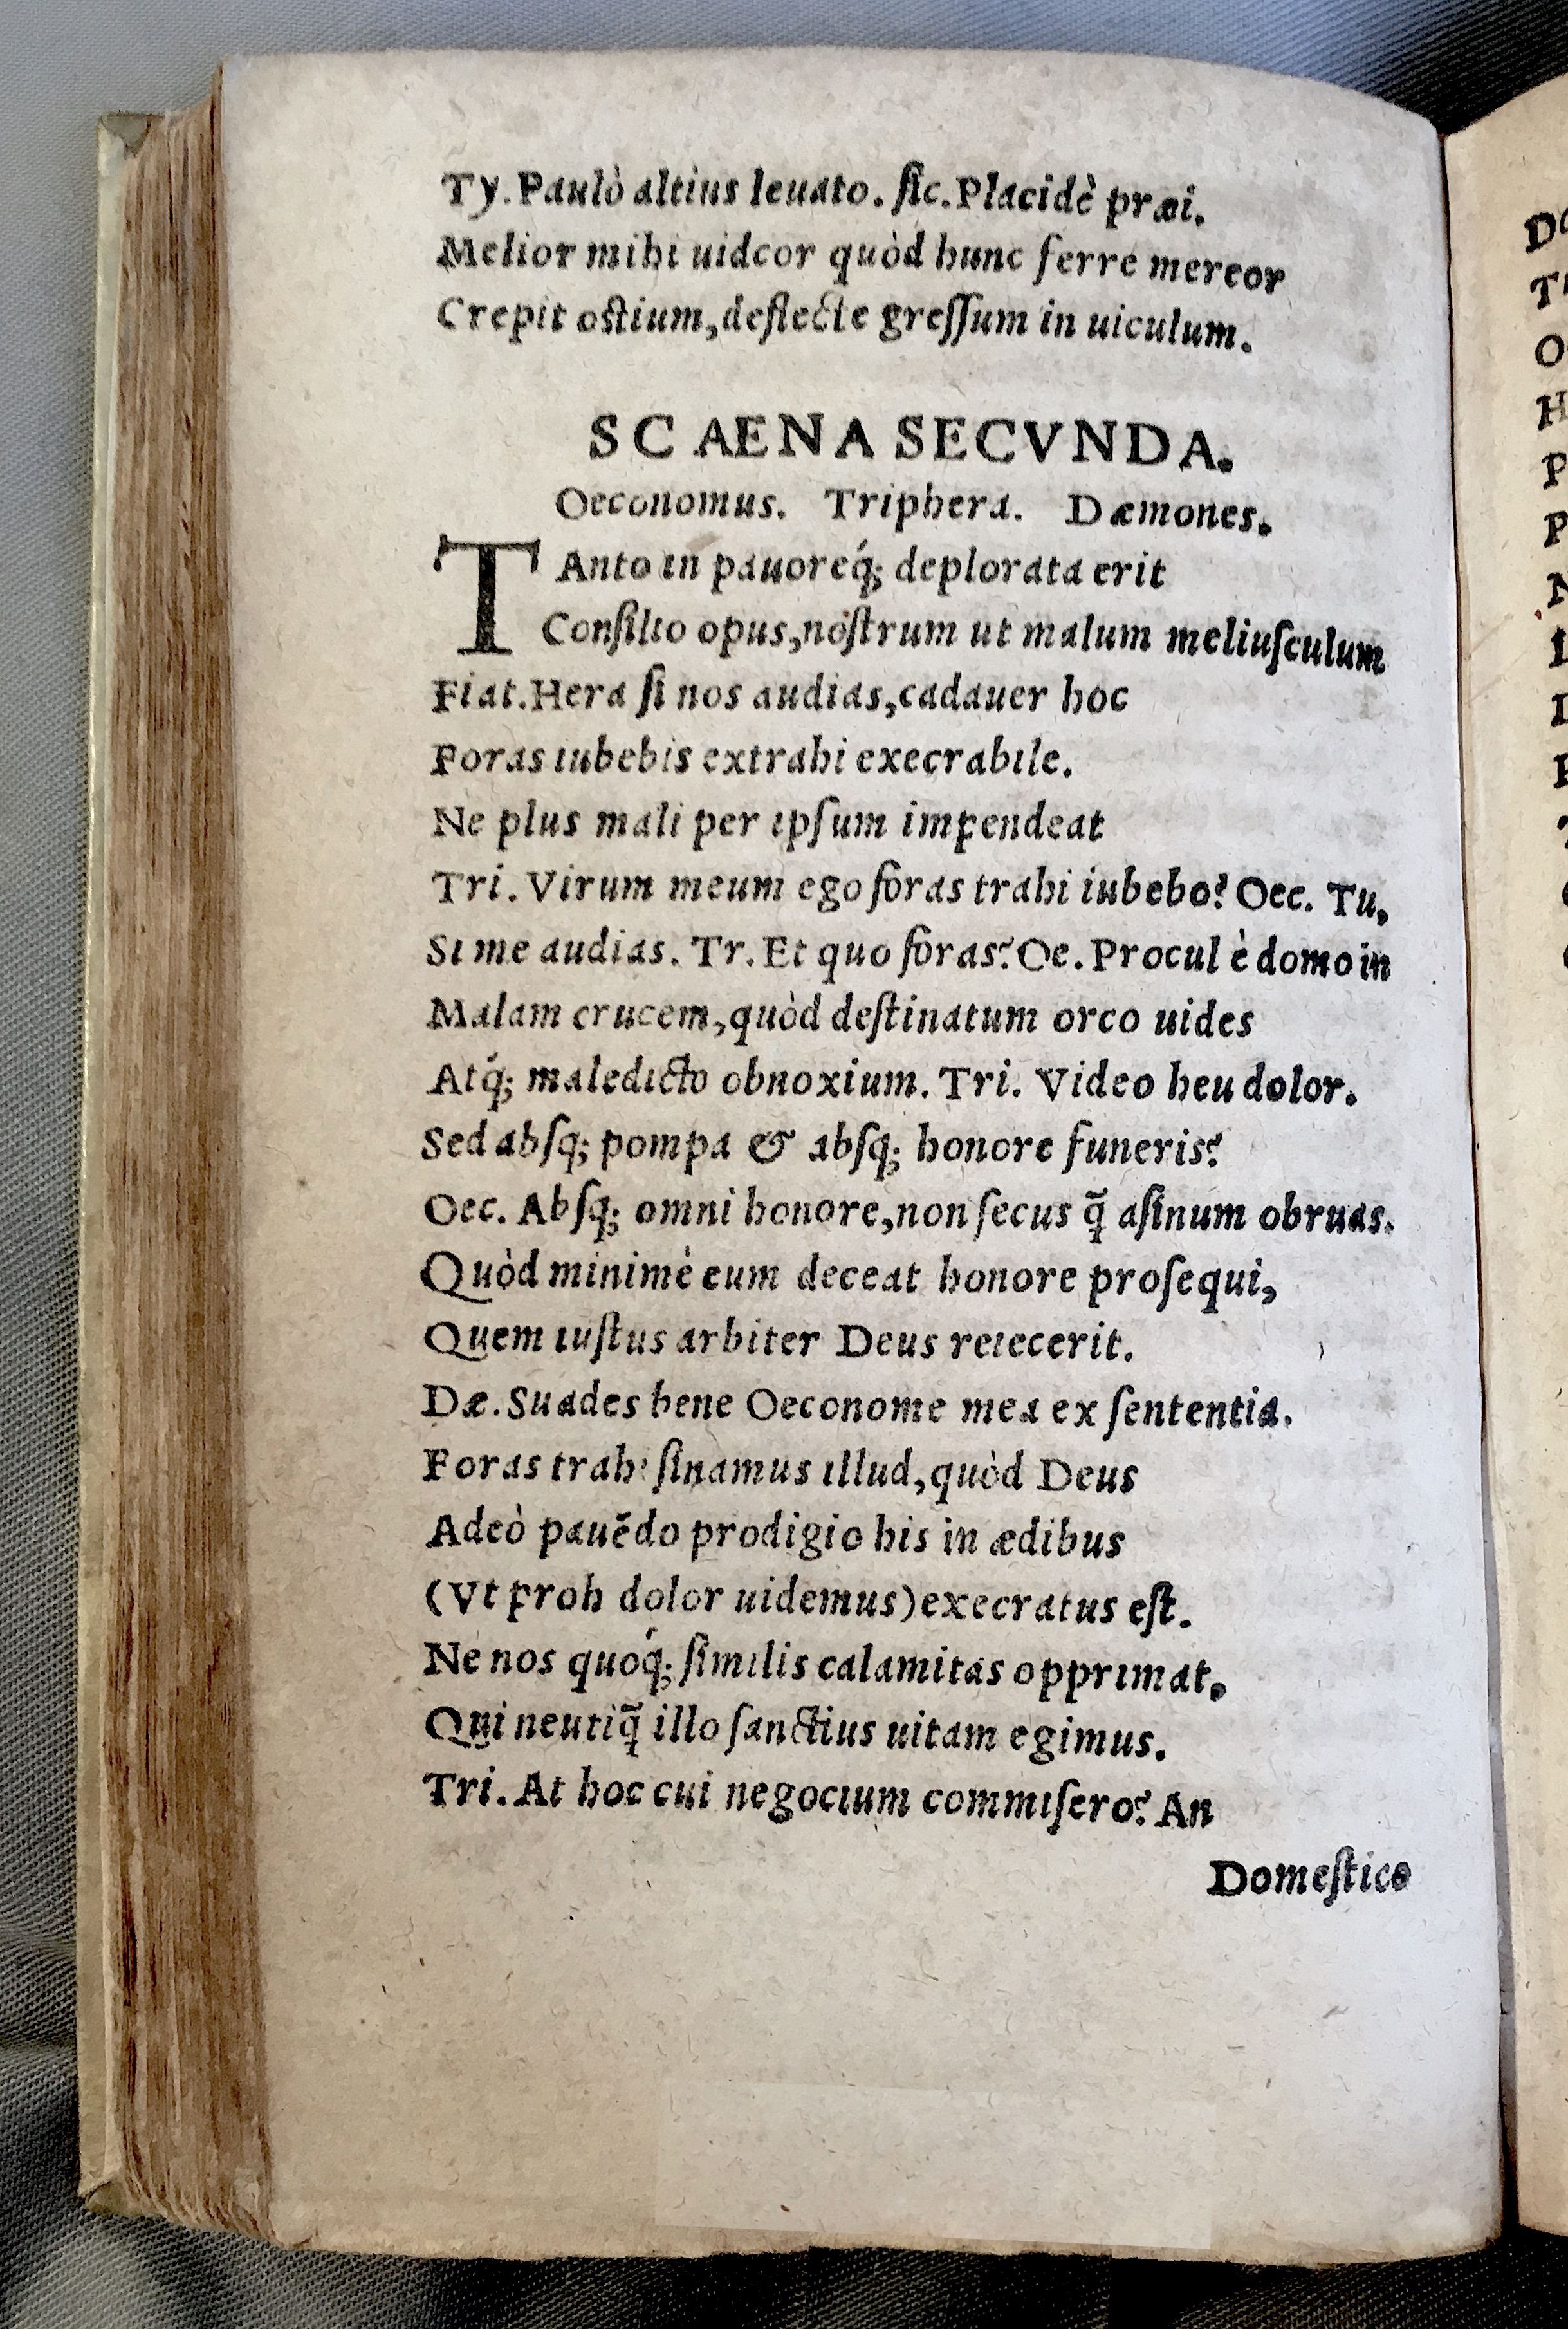 Ty. Paulò altius leuato. ſic. Placidè præi.
Melior mihi uideor quòd hunc ferre mereor
Crepit ostium, deflecte greſſum in uiculum.
SCAENA SECVNDA.
Oeconomus. Triphera. Dæmones.
TAnto in pauoreq́; deplorata erit
Conſilio opus, noſtrum ut malum meliuſculum
Fiat. Hera ſi nos audias, cadauer hoc
Foras iubebis extrahi execrabile.
Ne plus mali per ipſum impendeat
Tri. Virum meum ego foras trahi iubebo? Oec. Tu,
Si me audias. Tr. Et quo foras? Oe. Procul è domo in
Malam crucem, quòd deſtinatum orco uides
Atq́; maledicto obnoxium. Tri. Video heu dolor.
Sed abſq; pompa & abſq; honore funeris?
Oec. Abſq; omni honore, non ſecus q̃ aſinum obruas.
Quòd minimè eum deceat honore proſequi,
Quem iuſtus arbiter Deus reiecerit.
Dæ. Suades bene Oeconome mea ex ſententia.
Foras trahi ſinamus illud, quòd Deus
Adeò pauẽdo prodigio his in ædibus
(Vt proh dolor uidemus) execratus eſt.
Ne nos quoq́; ſimilis calamitas opprimat,
Qui neutiq̃ illo ſanctius uitam egimus.
Tri. At hoc cui negocium commiſero? An
Domeſtico